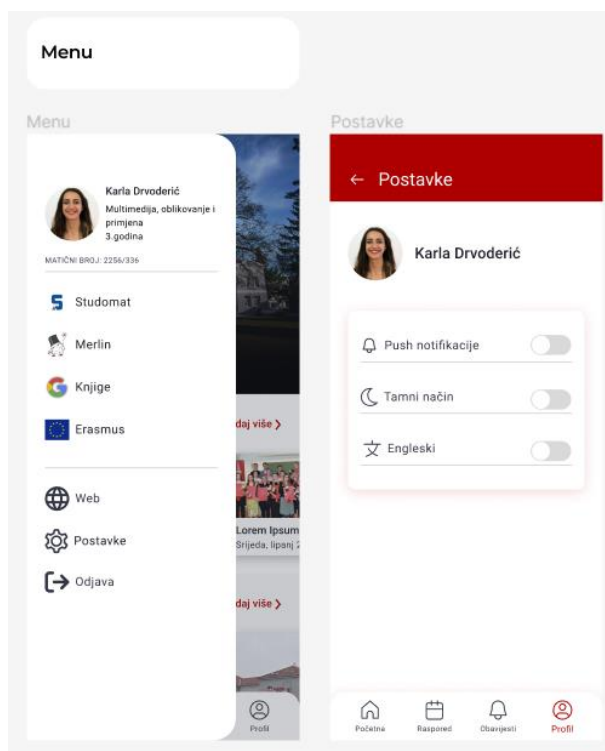 Menu
Menu
Karla Drvoderić
Multimedija, oblikovanje i
primjena
3.godina
MATIČNI BROJ: 2256/336
Studomat
Merlin
Knjige
Erasmus
Web
Postavke
Odjava
daj više
Lorem Ipsum
Srijeda, lipanj 2
daj više
Profil
Postavke
Postavke
Karla Drvoderić
Push notifikacije
Tamni način
文 Engleski
Početna
Raspored
Obavijesti
Profil